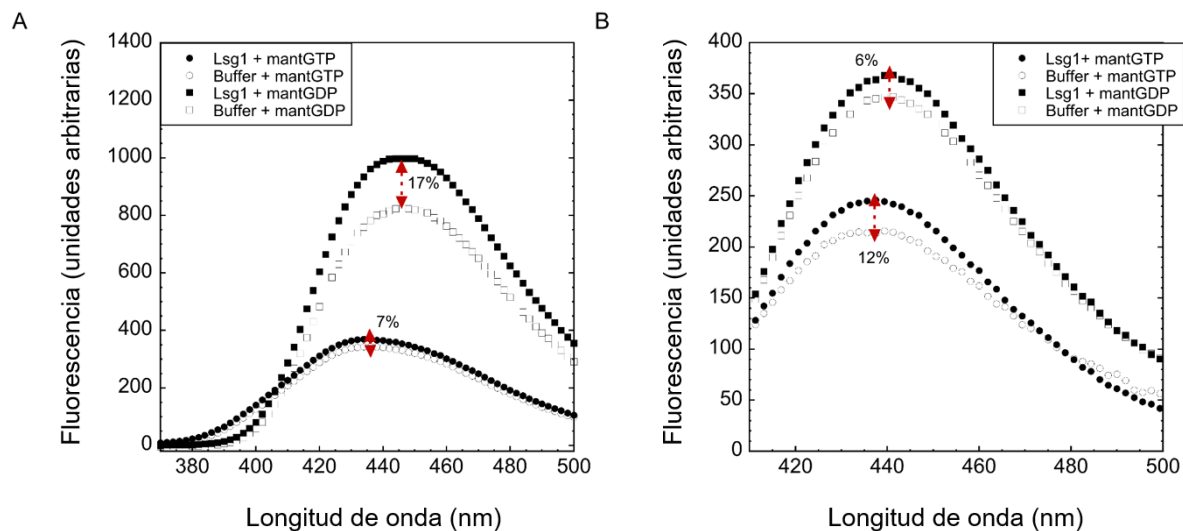 A
Fluorescencia (unidades arbitrarias)
1400
1200
1000
800
600
400
200
0
Lsg1 + mantGTP
Buffer + mantGTP
Lsg1 + mantGDP
Buffer + mantGDP
17%
7%
380 400 420 440 460 480 500
Longitud de onda (nm)
B
Fluorescencia (unidades arbitrarias)
400
350
300
250
200
150
100
50
0
Lsg1+ mantGTP
Buffer + mantGTP
Lsg1 + mantGDP
Buffer + mantGDP
6%
12%
420 440 460 480 500
Longitud de onda (nm)